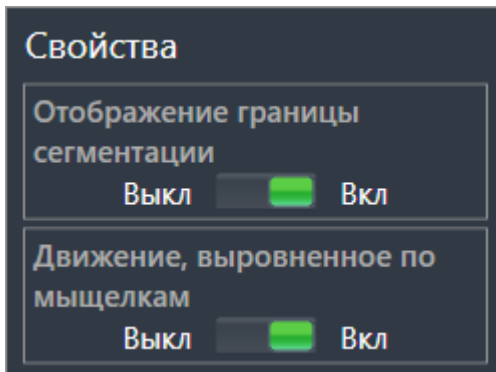 Свойства
Отображение границы
сегментации
Выкл Вкл
Движение, выровненное по
мыщелкам
Выкл Вкл